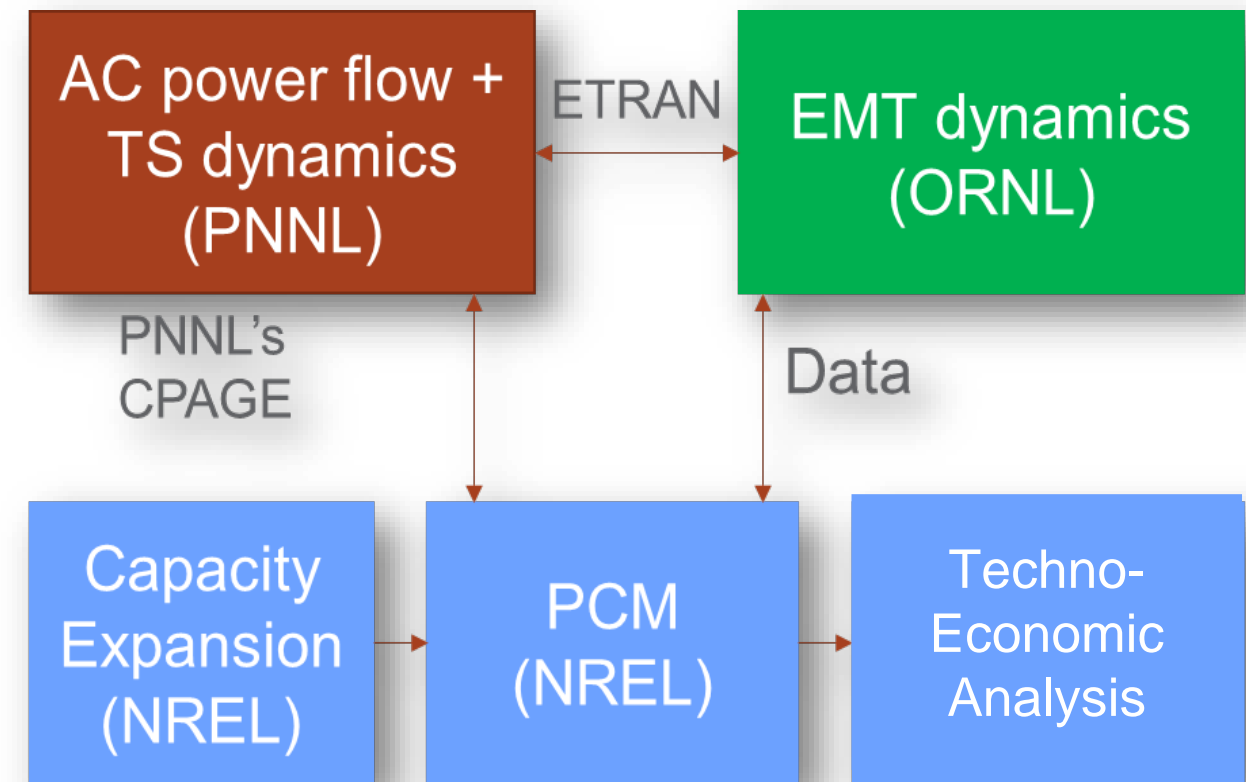 AC power flow +
TS dynamics
(PNNL)
ETRAN
EMT dynamics
(ORNL)
PNNL’s
CPAGE
Data
Capacity
Expansion
(NREL)
PCM
(NREL)
Techno-
Economic
Analysis